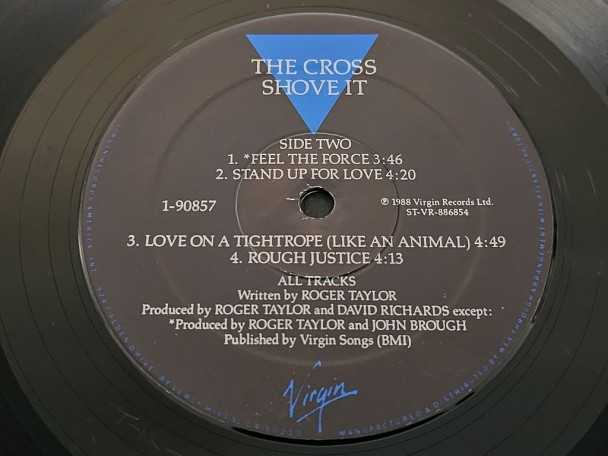 THE CROSS
SHOVE IT
SIDE TWO
1. *FEEL THE FORCE 3:46
2. STAND UP FOR LOVE 4:20
1-90857
℗ 1988 Virgin Records Ltd.
ST-VR-886854
3. LOVE ON A TIGHTROPE (LIKE AN ANIMAL) 4:49
4. ROUGH JUSTICE 4:13
ALL TRACKS
Written by ROGER TAYLOR
Produced by ROGER TAYLOR and DAVID RICHARDS except:
*Produced by ROGER TAYLOR and JOHN BROUGH
Published by Virgin Songs (BMI)
Virgin
MANUFACTURED